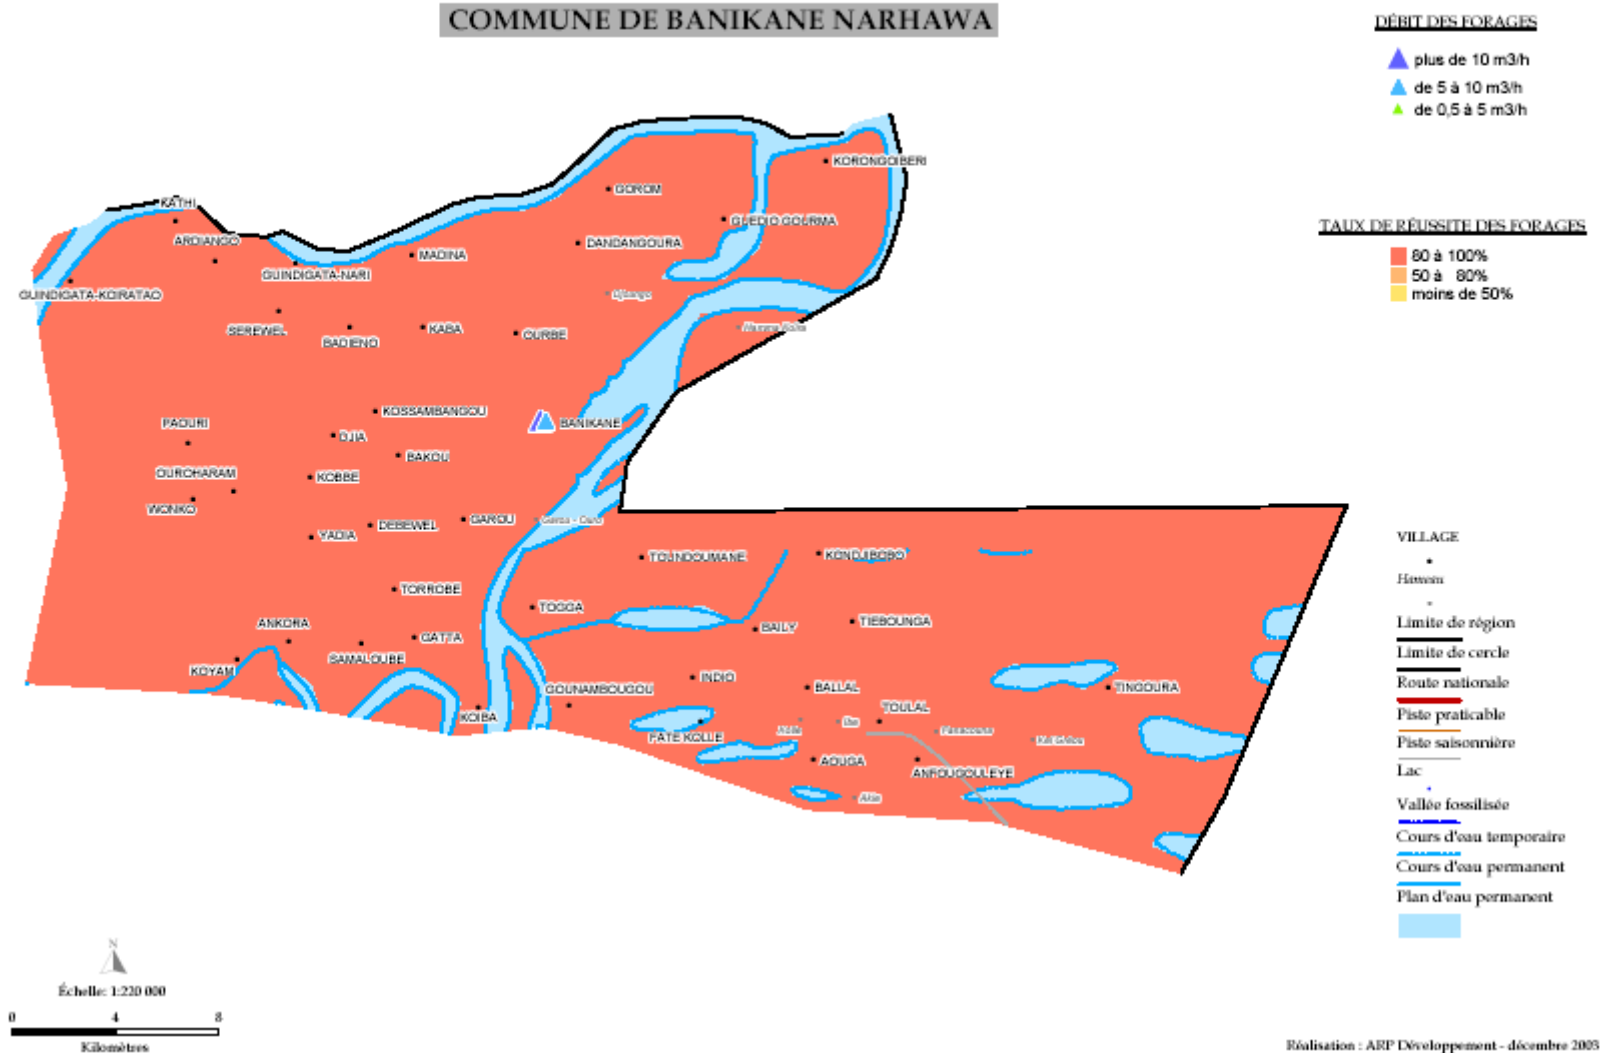 COMMUNE DE BANIKANE NARHAWA
DÉBIT DES FORAGES
plus de 10 m3/h
de 5 à 10 m3/h
de 0,5 à 5 m3/h
TAUX DE RÉUSSITE DES FORAGES
80 à 100%
50 à 80%
moins de 50%
KORONGOIBERI
GOROM
KATHI
GUEDIO GOURMA
ARDIANGO
DANDANGOURA
MADINA
GUINDIGATA-NARI
GUINDIGATA-KOIRATAO
SEREWEL
BADIENO
KABA
OURBE
KOSSAMBANGOU
PAOURI
BANIKANE
DJIA
BAKOU
OUROHARAM
KOBBE
WONKO
DEBEWEL
GAROU
YADIA
TOUNDOUMANE
KONDJIBOBO
TORROBE
TOGGA
ANKORA
GATTA
BAILY
TIEBOUNGA
SAMALOUBE
KOYAM
INDIO
GOUNAMBOUGOU
BALLAL
TINGOURA
KOIBA
TOULAL
FATE KOLLE
AOUGA
ANFOUGOULEYE
VILLAGE
Hameau
Limite de région
Limite de cercle
Route nationale
Piste praticable
Piste saisonnière
Lac
Vallée fossilisée
Cours d'eau temporaire
Cours d'eau permanent
Plan d'eau permanent
N
Échelle: 1:220 000
0 4 8
Kilomètres
Réalisation : ARP Développement - décembre 2003